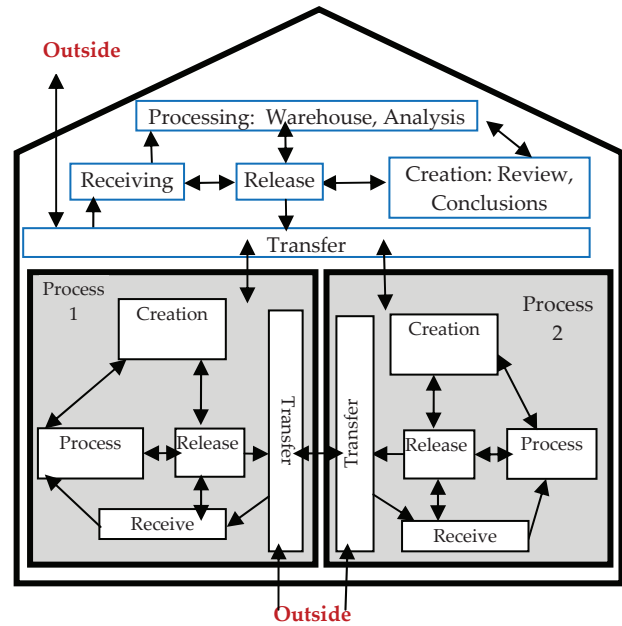 Outside
Processing:  Warehouse, Analysis
Receiving
Release
Creation: Review,
Conclusions
Transfer
Process
1
Creation
Process
Release
Receive
Transfer
Process
2
Creation
Transfer
Release
Process
Receive
Outside